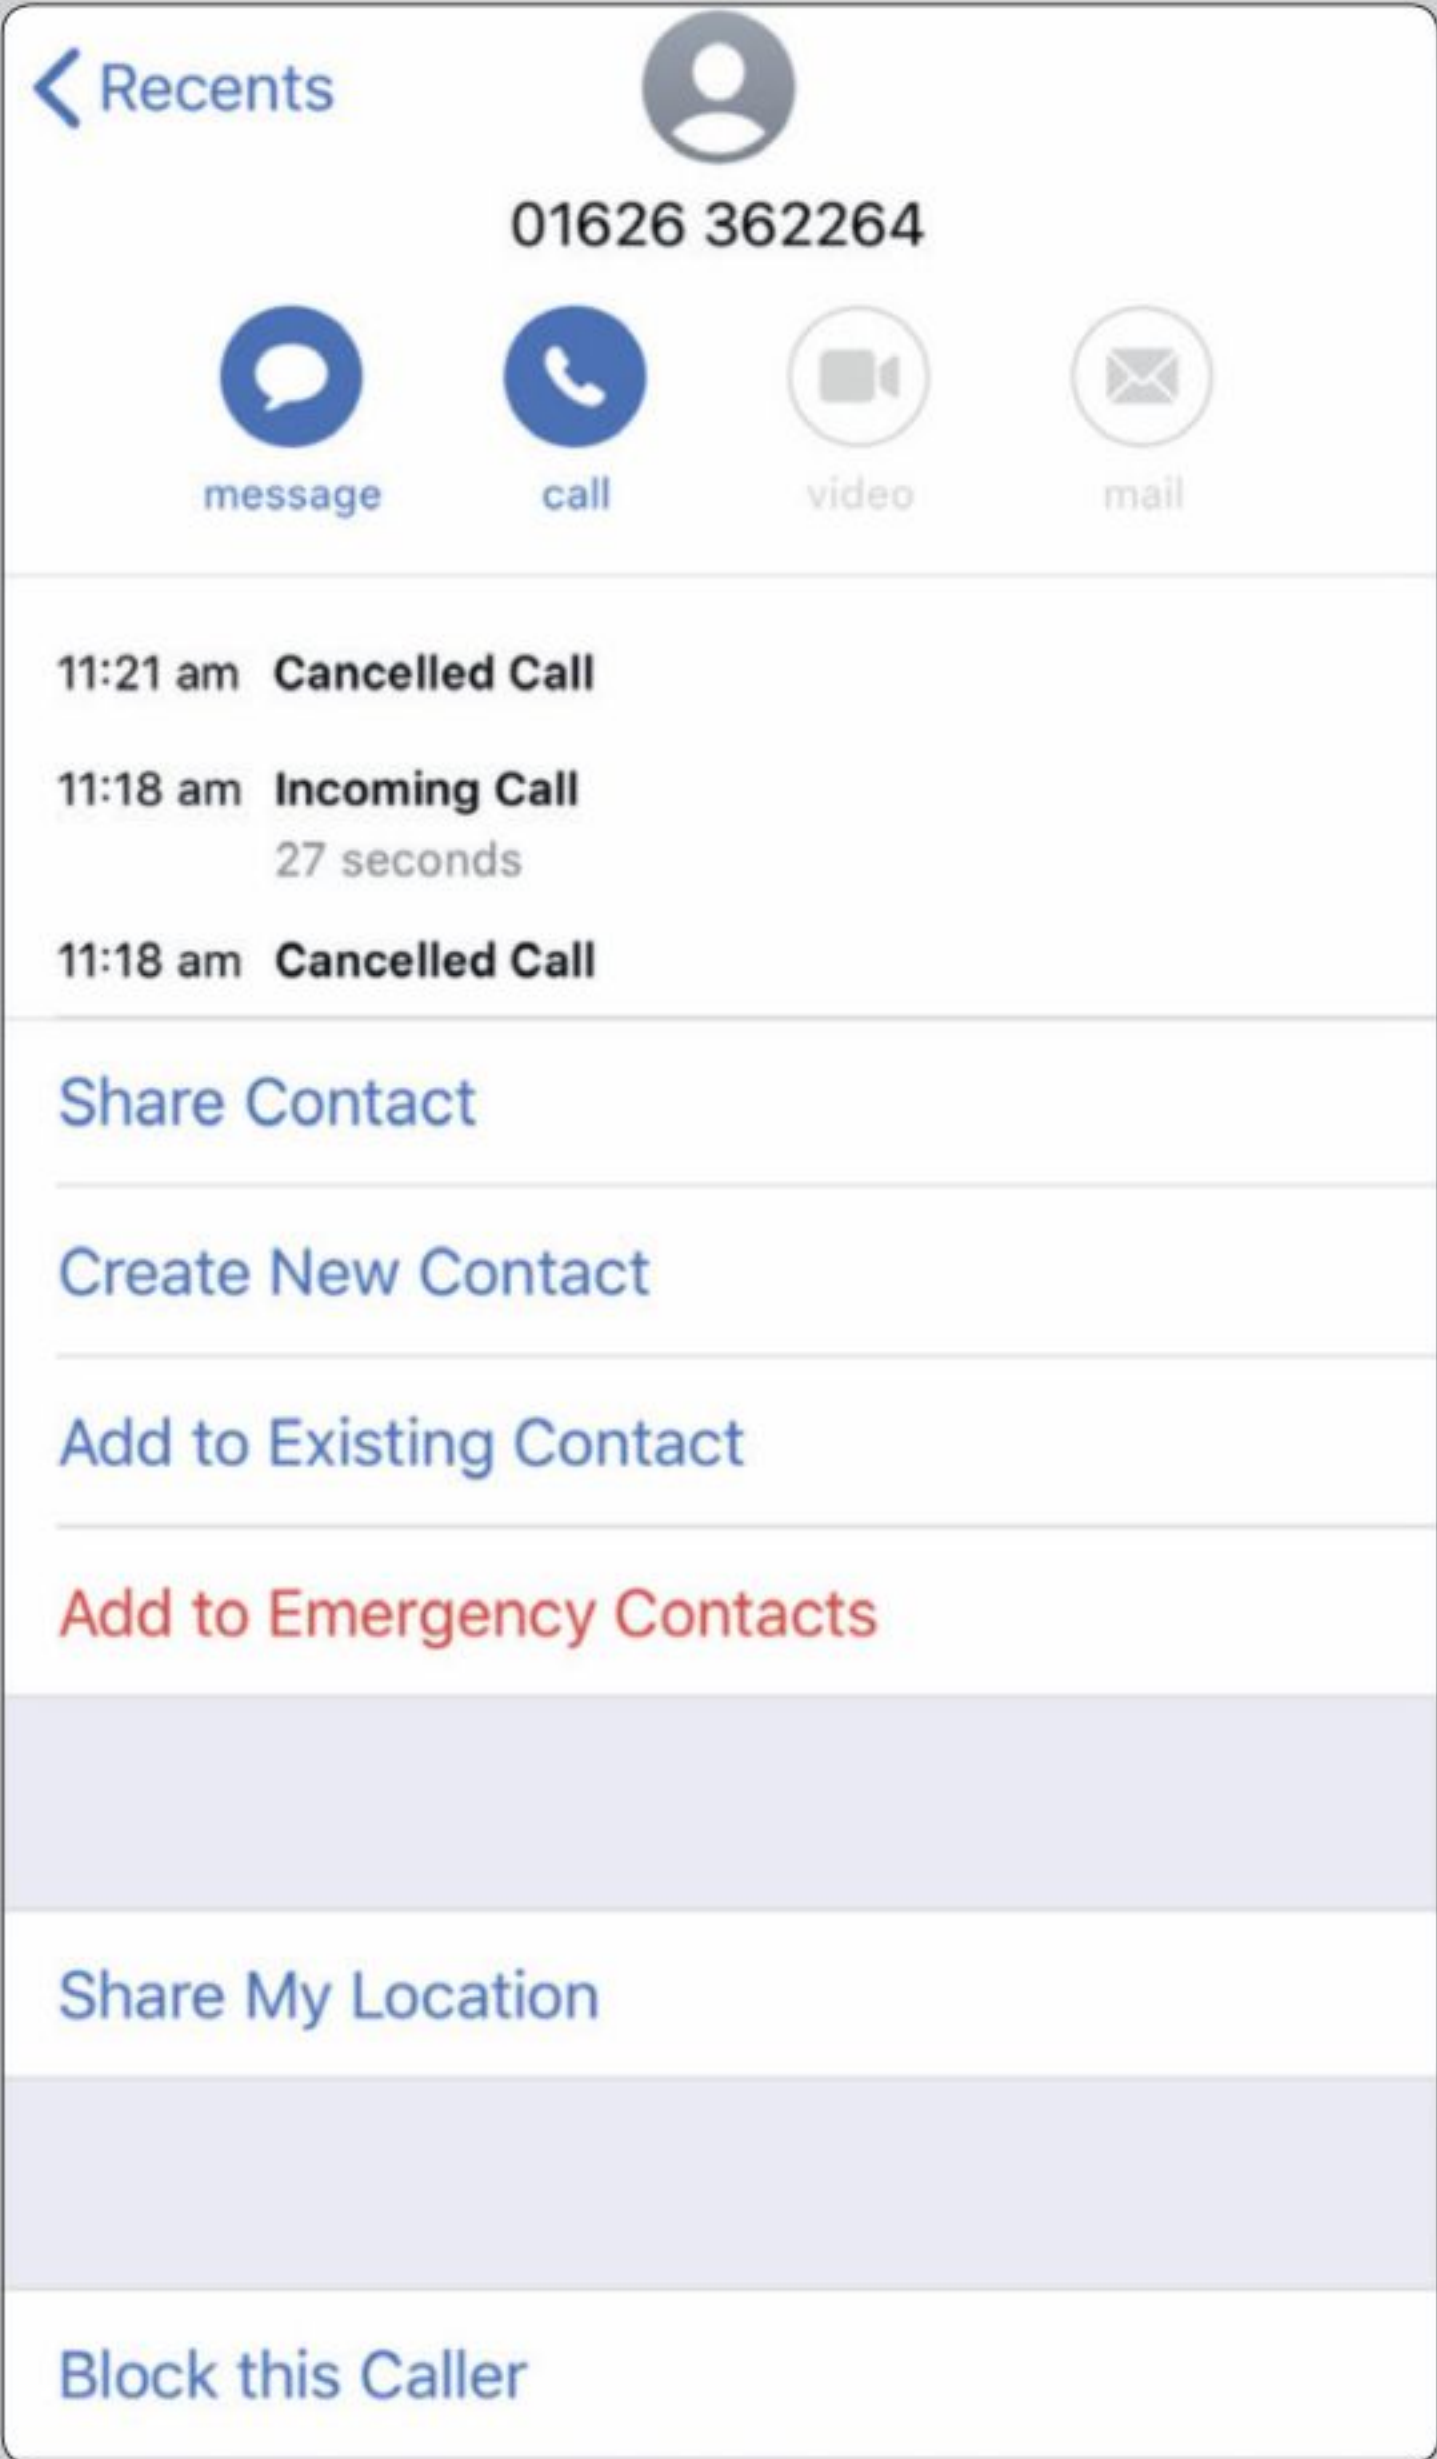 Recents
01626 362264
message call video mail
11:21 am Cancelled Call
11:18 am Incoming Call
27 seconds
11:18 am Cancelled Call
Share Contact
Create New Contact
Add to Existing Contact
Add to Emergency Contacts
Share My Location
Block this Caller